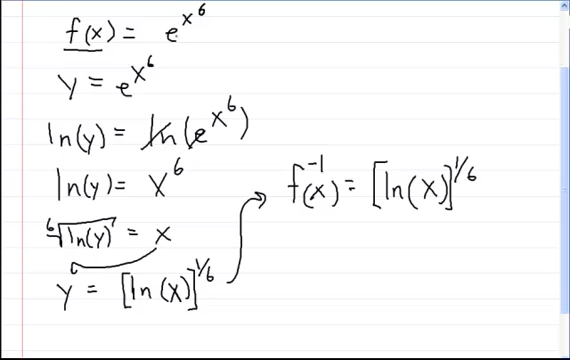 f(x) = e^x^6
y = e^x^6
ln(y) = ln(e^x^6)
ln(y) = x^6
⁶√ln(y) = x
y = [ln(x)]^1/6
f^-1(x) = [ln(x)]^1/6